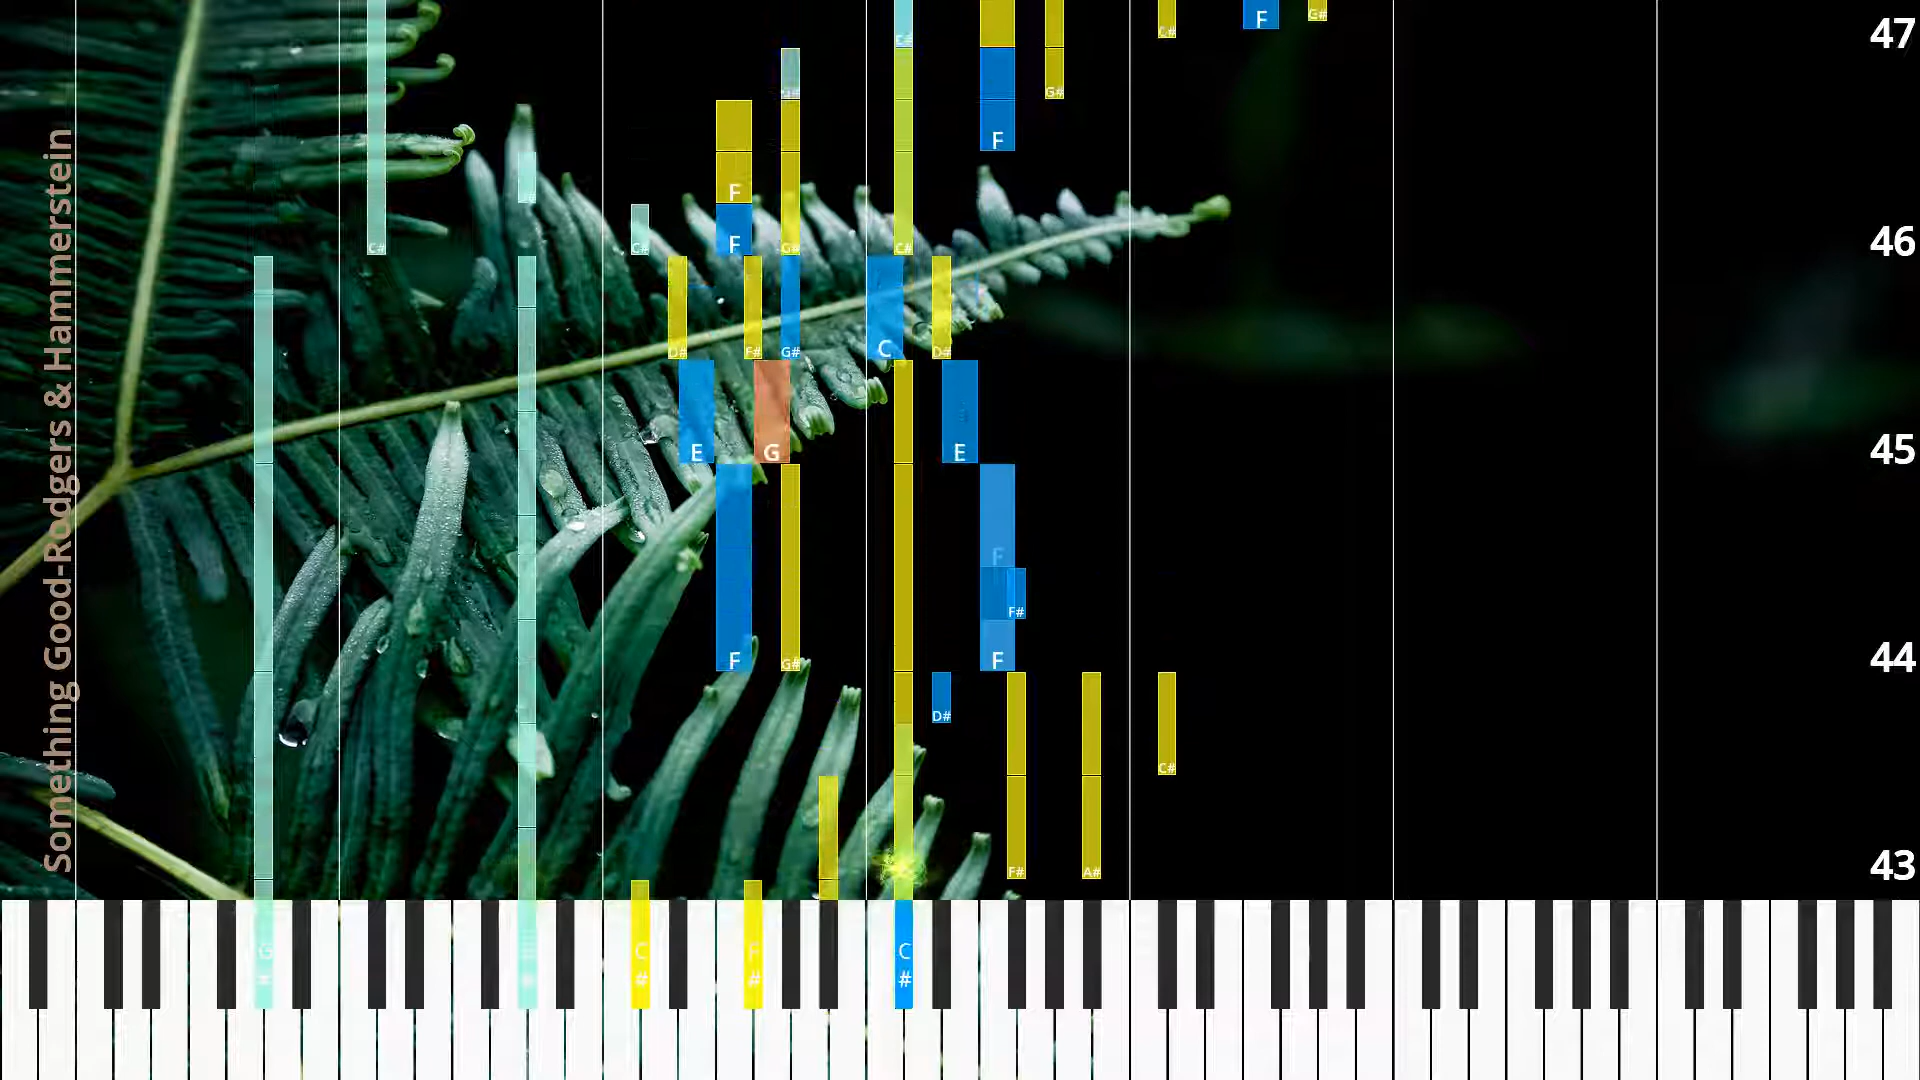 Something Good-Rodgers & Hammerstein
47
46
45
44
43
C# F C#
C#
G# G#
F
F
C# C# F G# C#
D# F# G# C D#
E G E
F
F#
F G# F
D#
C#
F# A#
G# C# F# C#